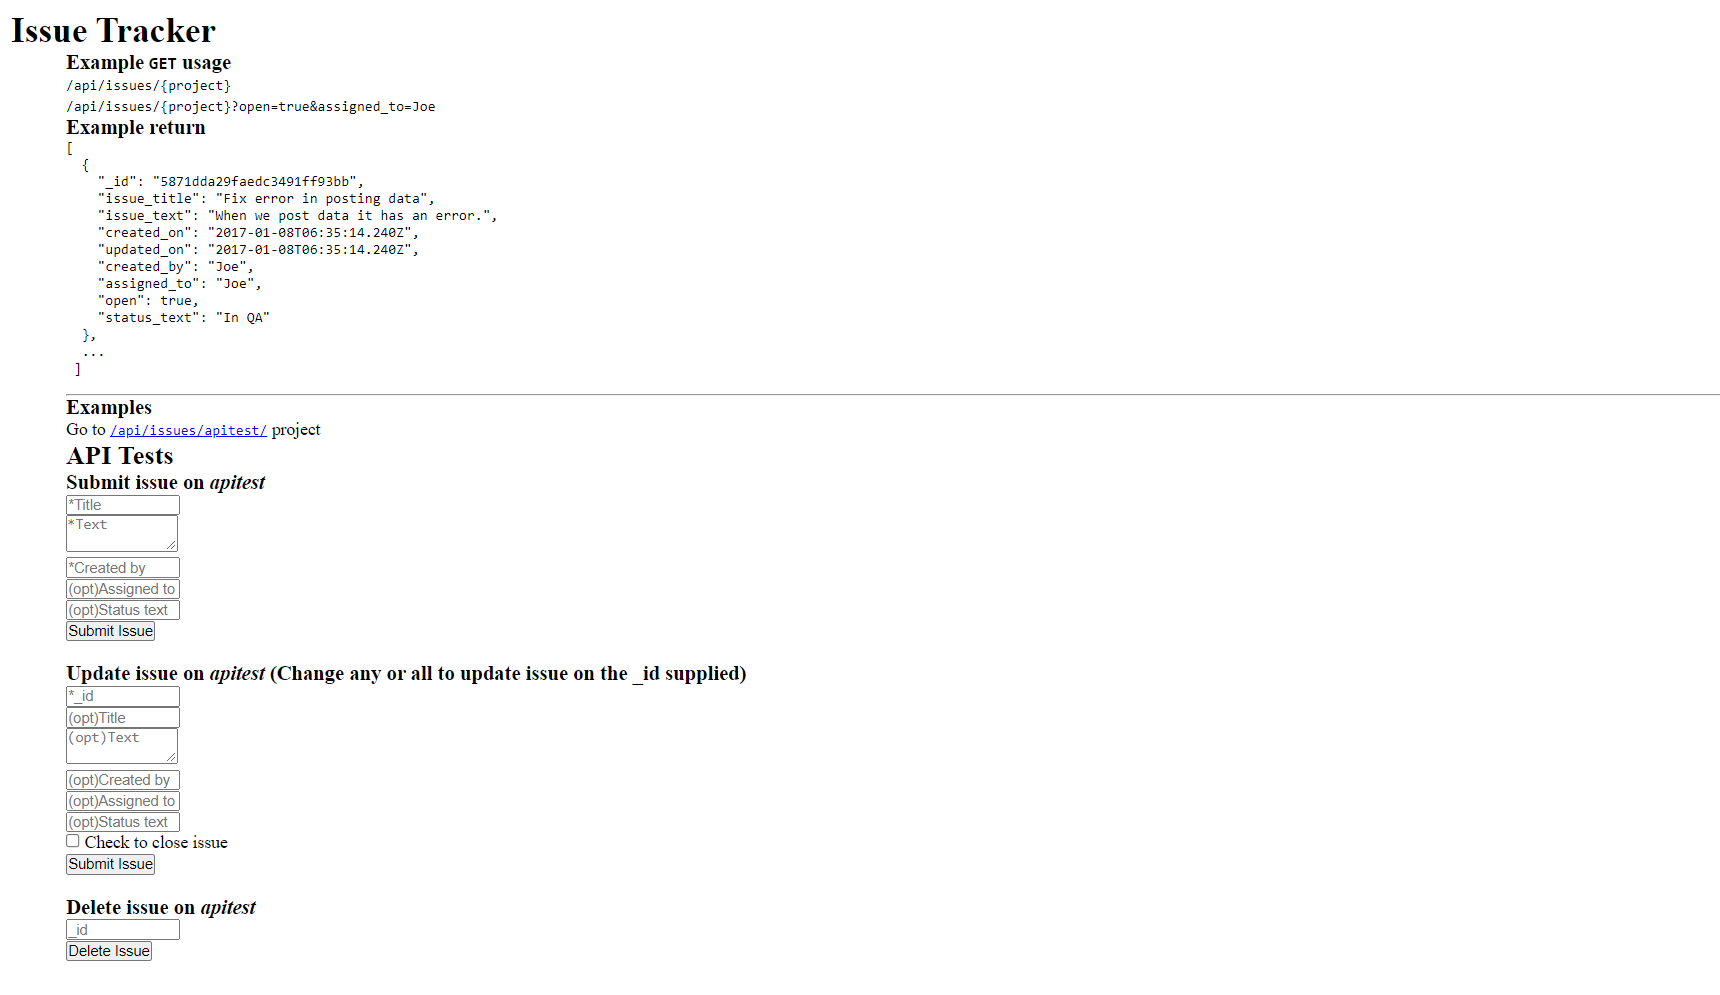 Issue Tracker
Example GET usage
/api/issues/{project}
/api/issues/{project}?open=true&assigned_to=Joe
Example return
[
  {
    "_id": "5871dda29faedc3491ff93bb",
    "issue_title": "Fix error in posting data",
    "issue_text": "When we post data it has an error.",
    "created_on": "2017-01-08T06:35:14.240Z",
    "updated_on": "2017-01-08T06:35:14.240Z",
    "created_by": "Joe",
    "assigned_to": "Joe",
    "open": true,
    "status_text": "In QA"
  },
  ...
 ]
Examples
Go to /api/issues/apitest/ project
API Tests
Submit issue on apitest
*Title
*Text
*Created by
(opt)Assigned to
(opt)Status text
Submit Issue
Update issue on apitest (Change any or all to update issue on the _id supplied)
*_id
(opt)Title
(opt)Text
(opt)Created by
(opt)Assigned to
(opt)Status text
Check to close issue
Submit Issue
Delete issue on apitest
_id
Delete Issue